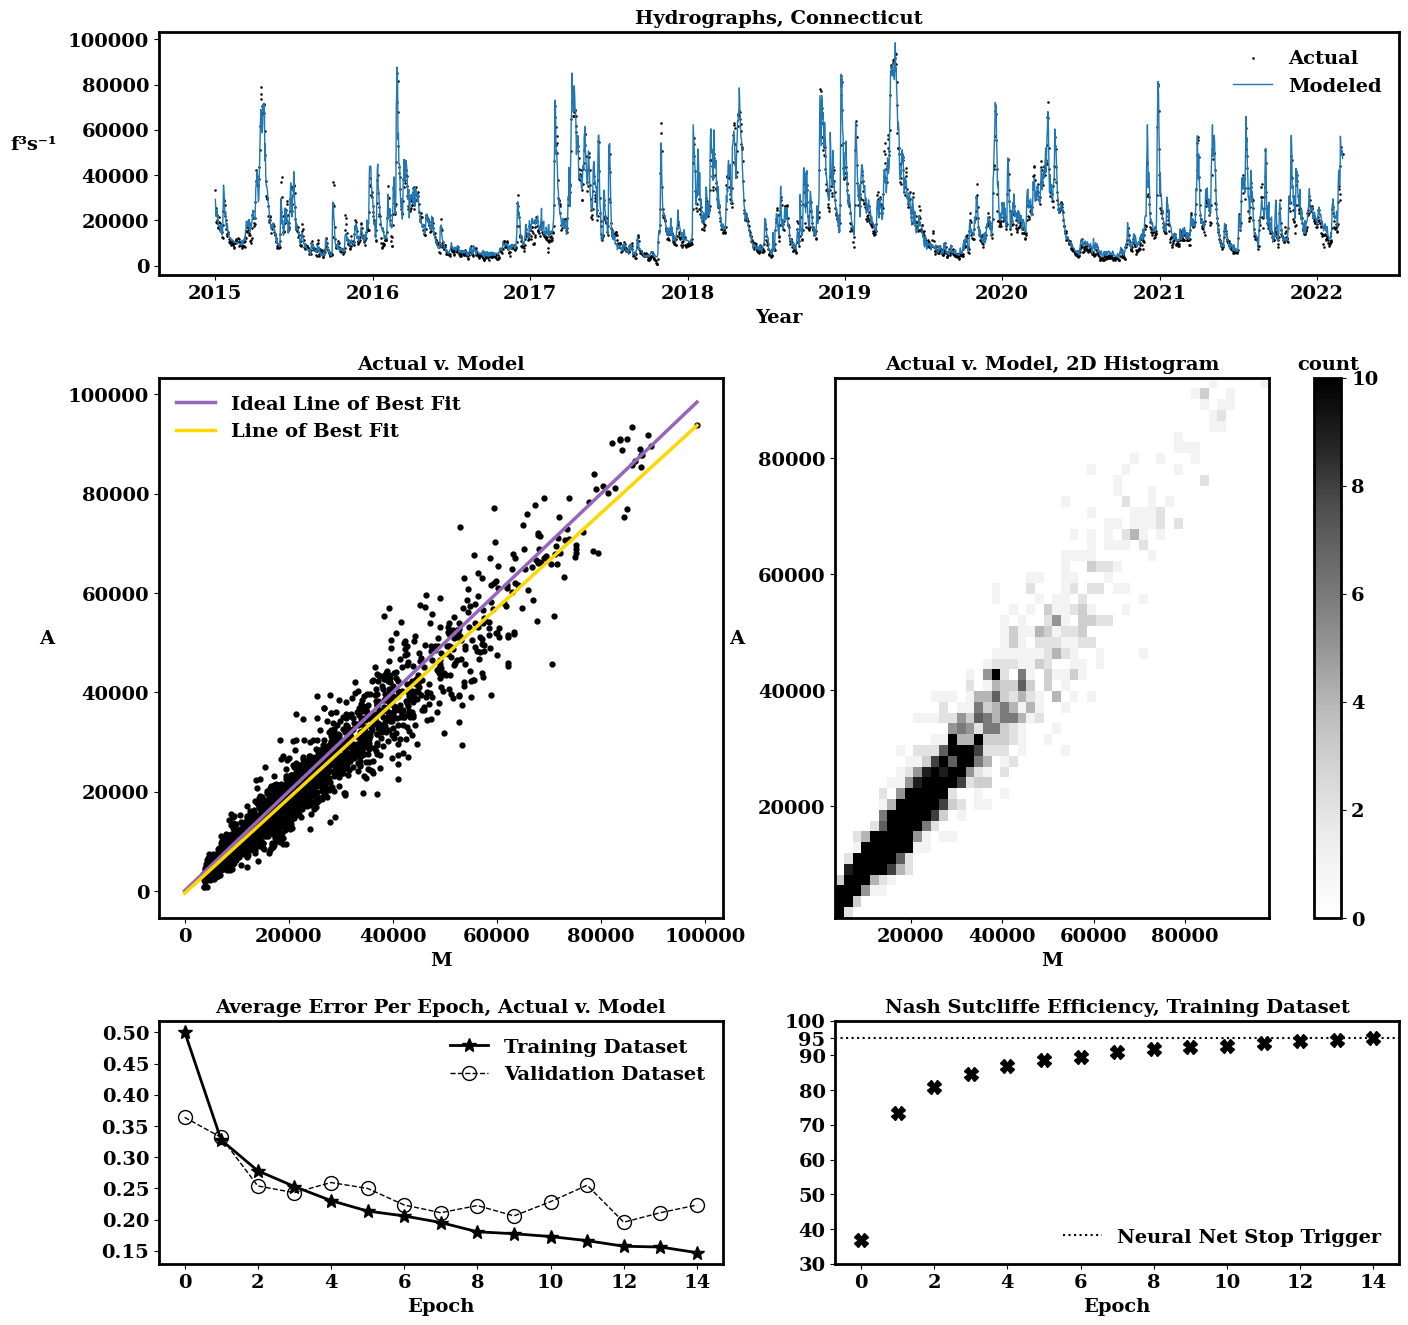 Hydrographs, Connecticut
100000
80000
60000
40000
20000
0
f³s⁻¹
Actual
Modeled
2015 2016 2017 2018 2019 2020 2021 2022
Year
Actual v. Model
100000
80000
60000
40000
20000
0
A
Ideal Line of Best Fit
Line of Best Fit
0 20000 40000 60000 80000 100000
M
Actual v. Model, 2D Histogram
80000
60000
40000
20000
A
20000 40000 60000 80000
M
count
10
8
6
4
2
0
Average Error Per Epoch, Actual v. Model
0.50
0.45
0.40
0.35
0.30
0.25
0.20
0.15
Training Dataset
Validation Dataset
0 2 4 6 8 10 12 14
Epoch
Nash Sutcliffe Efficiency, Training Dataset
100
95
90
80
70
60
50
40
30
Neural Net Stop Trigger
0 2 4 6 8 10 12 14
Epoch